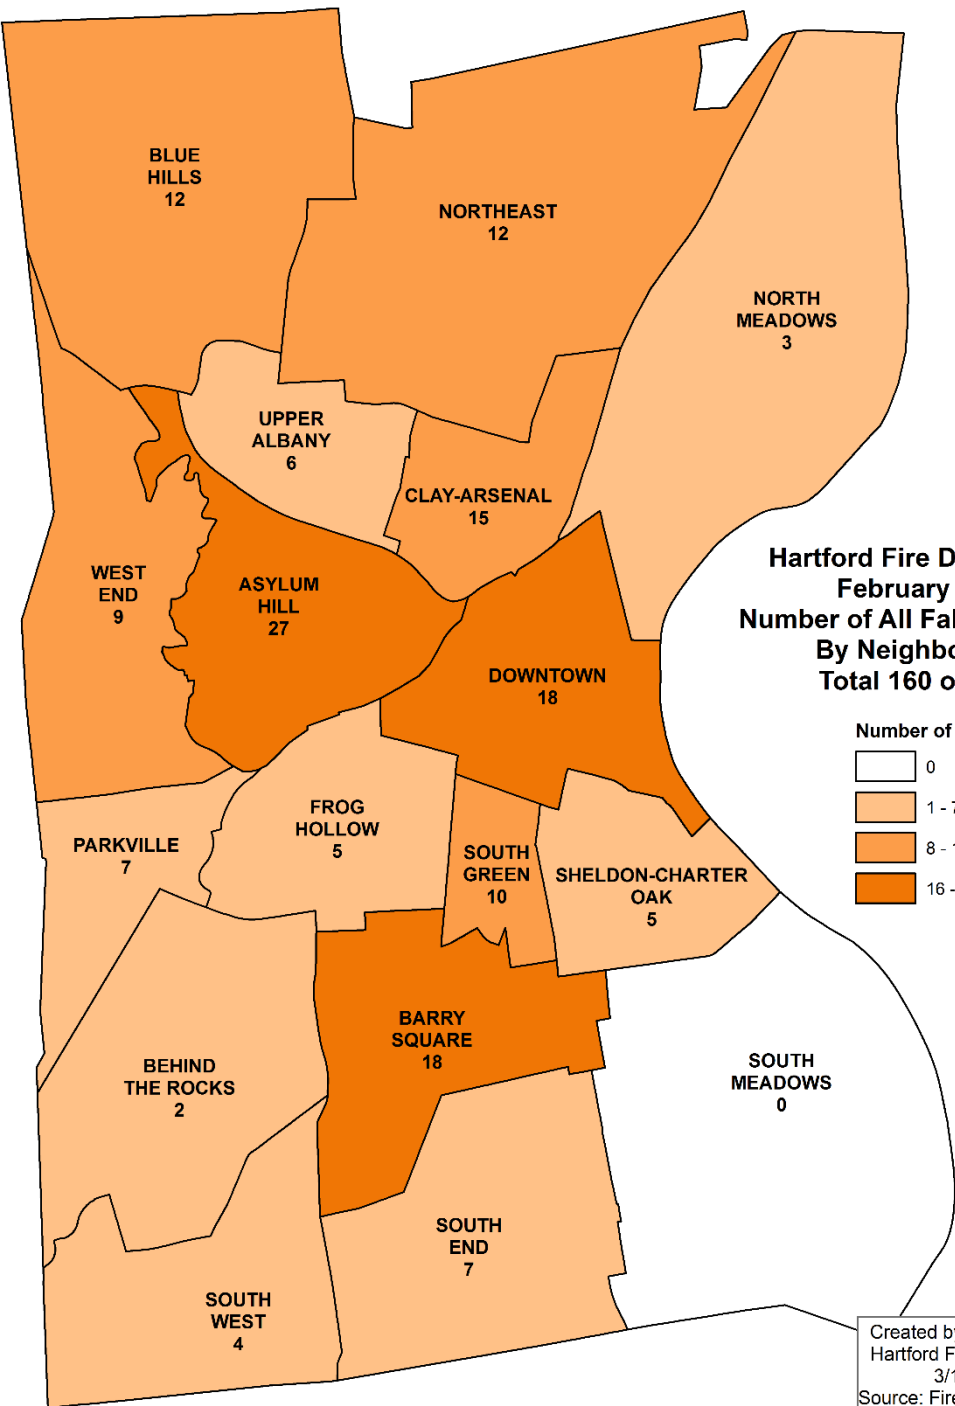 BLUE
HILLS
12
NORTHEAST
12
NORTH
MEADOWS
3
UPPER
ALBANY
6
CLAY-ARSENAL
15
WEST
END
9
ASYLUM
HILL
27
DOWNTOWN
18
Hartford Fire D
February
Number of All Fal
By Neighbo
Total 160 o
Number of
0
1 - 7
8 - 1
16 -
FROG
HOLLOW
5
PARKVILLE
7
SOUTH
GREEN
10
SHELDON-CHARTER
OAK
5
BARRY
SQUARE
18
BEHIND
THE ROCKS
2
SOUTH
MEADOWS
0
SOUTH
END
7
SOUTH
WEST
4
Created by
Hartford F
3/1
Source: Fire